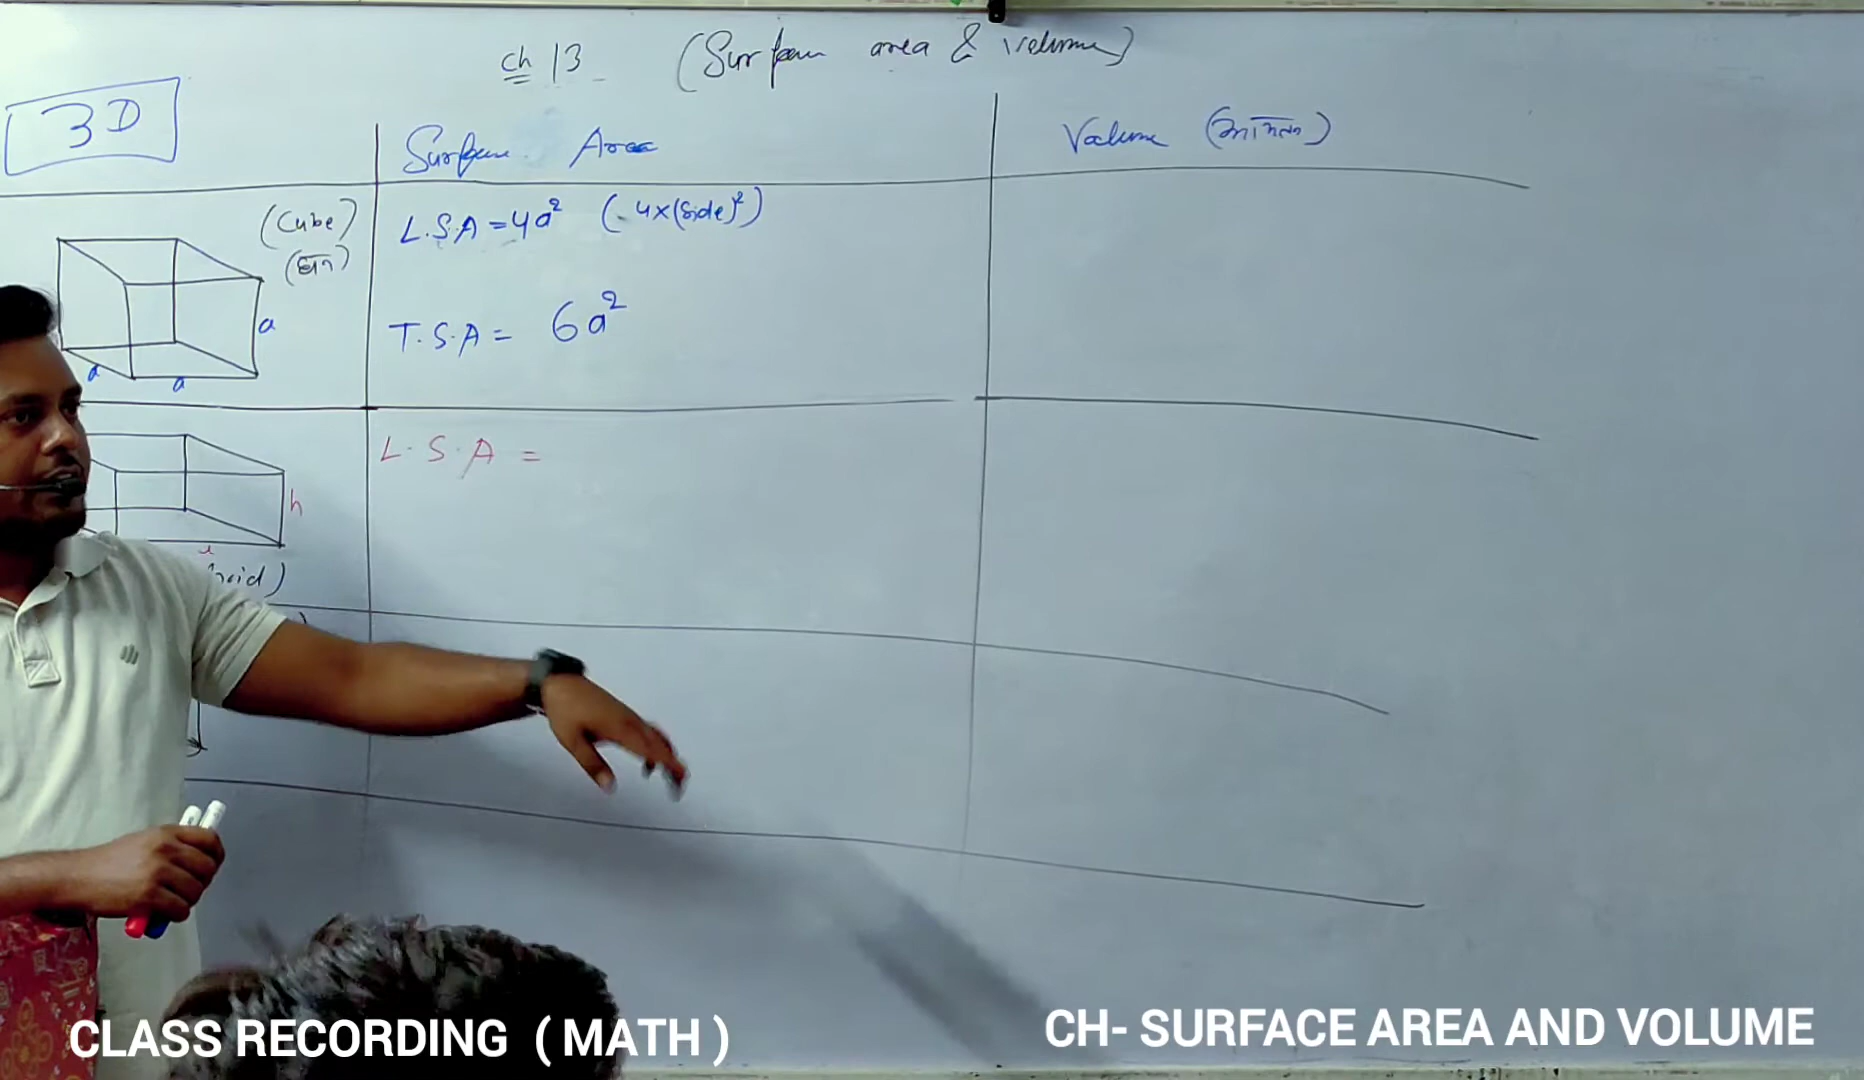 ch 13 (Surface area & Volume)
3D
Surface Area
Volume (आयतन)
(Cube)
(घन)
a
a
a
L.S.A = 4a² (4x(side)²)
T.S.A = 6a²
h
l
L.S.A =
CLASS RECORDING ( MATH )
CH- SURFACE AREA AND VOLUME